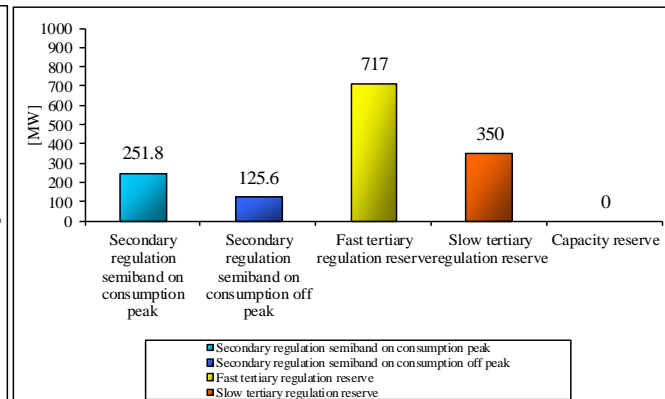 1000
900
800
700
600
500
400
300
200
100
0
[MW]
251.8
125.6
717
350
0
Secondary
regulation
semiband on
consumption
peak
Secondary
regulation
semiband on
consumption off
peak
Fast tertiary
regulation reserve
Slow tertiary
regulation reserve
Capacity reserve
Secondary regulation semiband on consumption peak
Secondary regulation semiband on consumption off peak
Fast tertiary regulation reserve
Slow tertiary regulation reserve